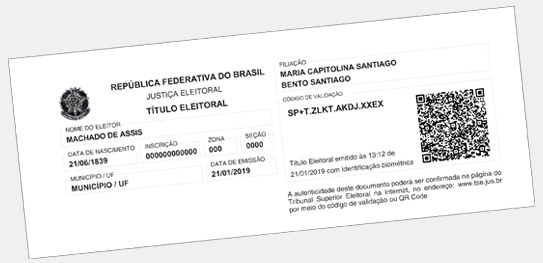 REPÚBLICA FEDERATIVA DO BRASIL
JUSTIÇA ELEITORAL
TÍTULO ELEITORAL
NOME DO ELEITOR
MACHADO DE ASSIS
DATA DE NASCIMENTO INSCRIÇÃO ZONA SEÇÃO
21/06/1839 000000000000 000 0000
MUNICÍPIO / UF DATA DE EMISSÃO
MUNICÍPIO / UF 21/01/2019
FILIAÇÃO
MARIA CAPITOLINA SANTIAGO
BENTO SANTIAGO
CÓDIGO DE VALIDAÇÃO
SP+T.ZLKT.AKDJ.XXEX
Título Eleitoral emitido às 13:12 de
21/01/2019 com identificação biométrica
A autenticidade deste documento poderá ser confirmada na página do
Tribunal Superior Eleitoral na internet, no endereço: www.tse.jus.br
por meio do código de validação ou QR Code